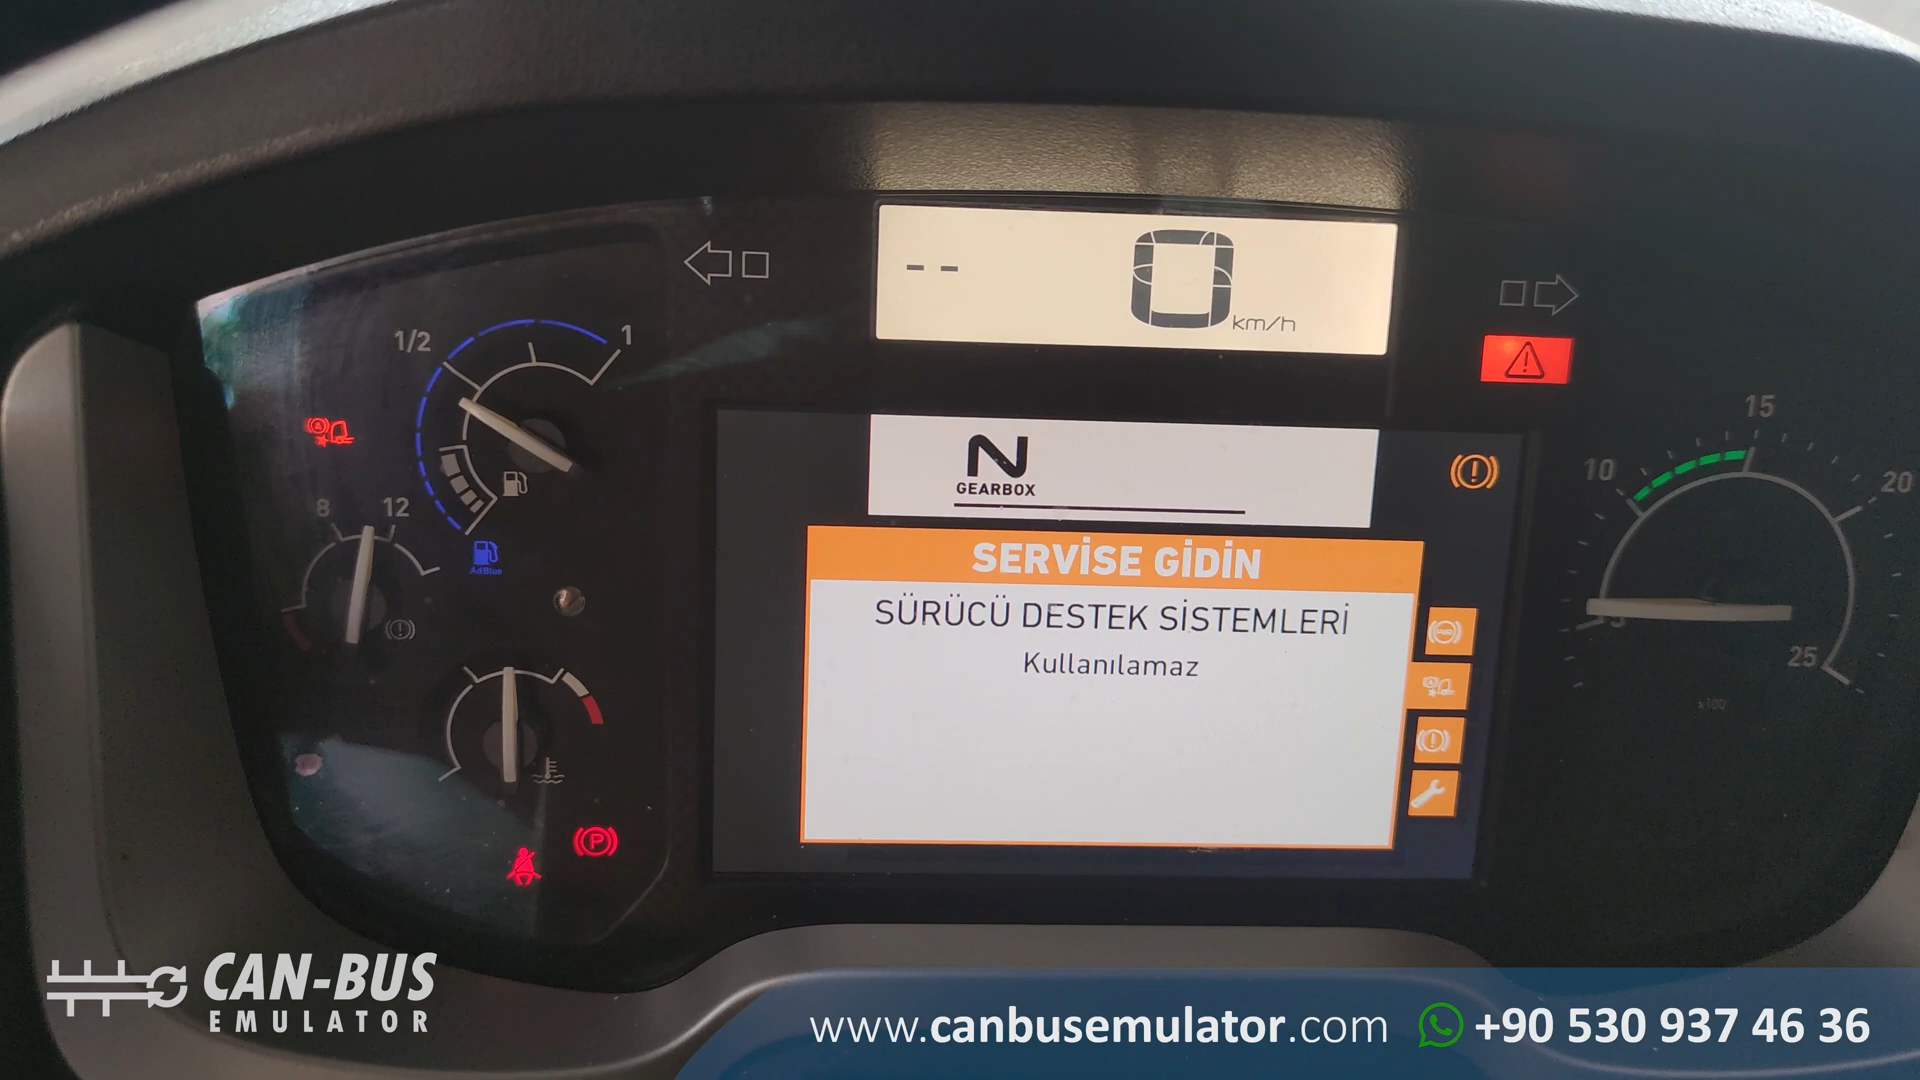 1/2
1
-- 0 km/h
8
12
AdBlue
N
GEARBOX
SERVİSE GİDİN
SÜRÜCÜ DESTEK SİSTEMLERİ
Kullanılamaz
P
5
10
15
20
25
x100
CAN-BUS
EMULATOR
www.canbusemulator.com
+90 530 937 46 36